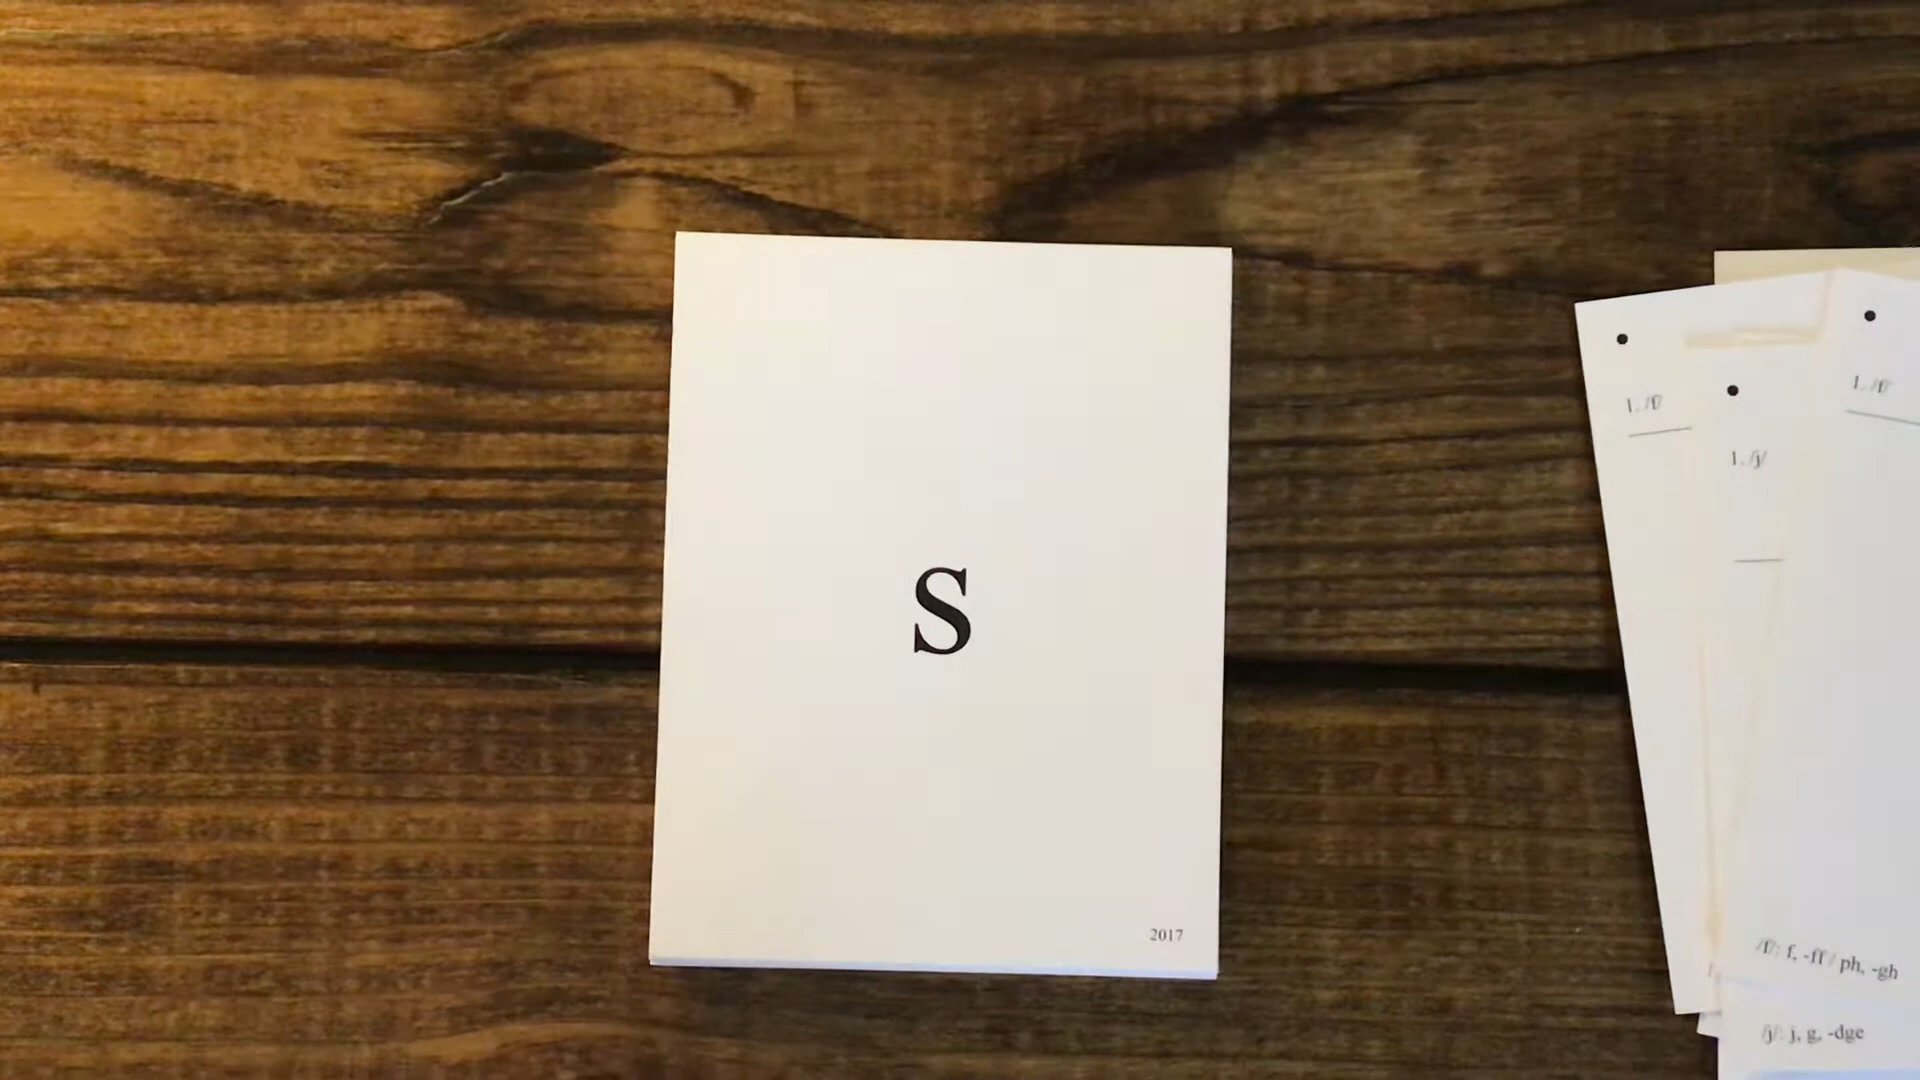 s
2017
1. /f/
1. /j/
1. /f/
/f/: f, -ff / ph, -gh
/j/: j, g, -dge